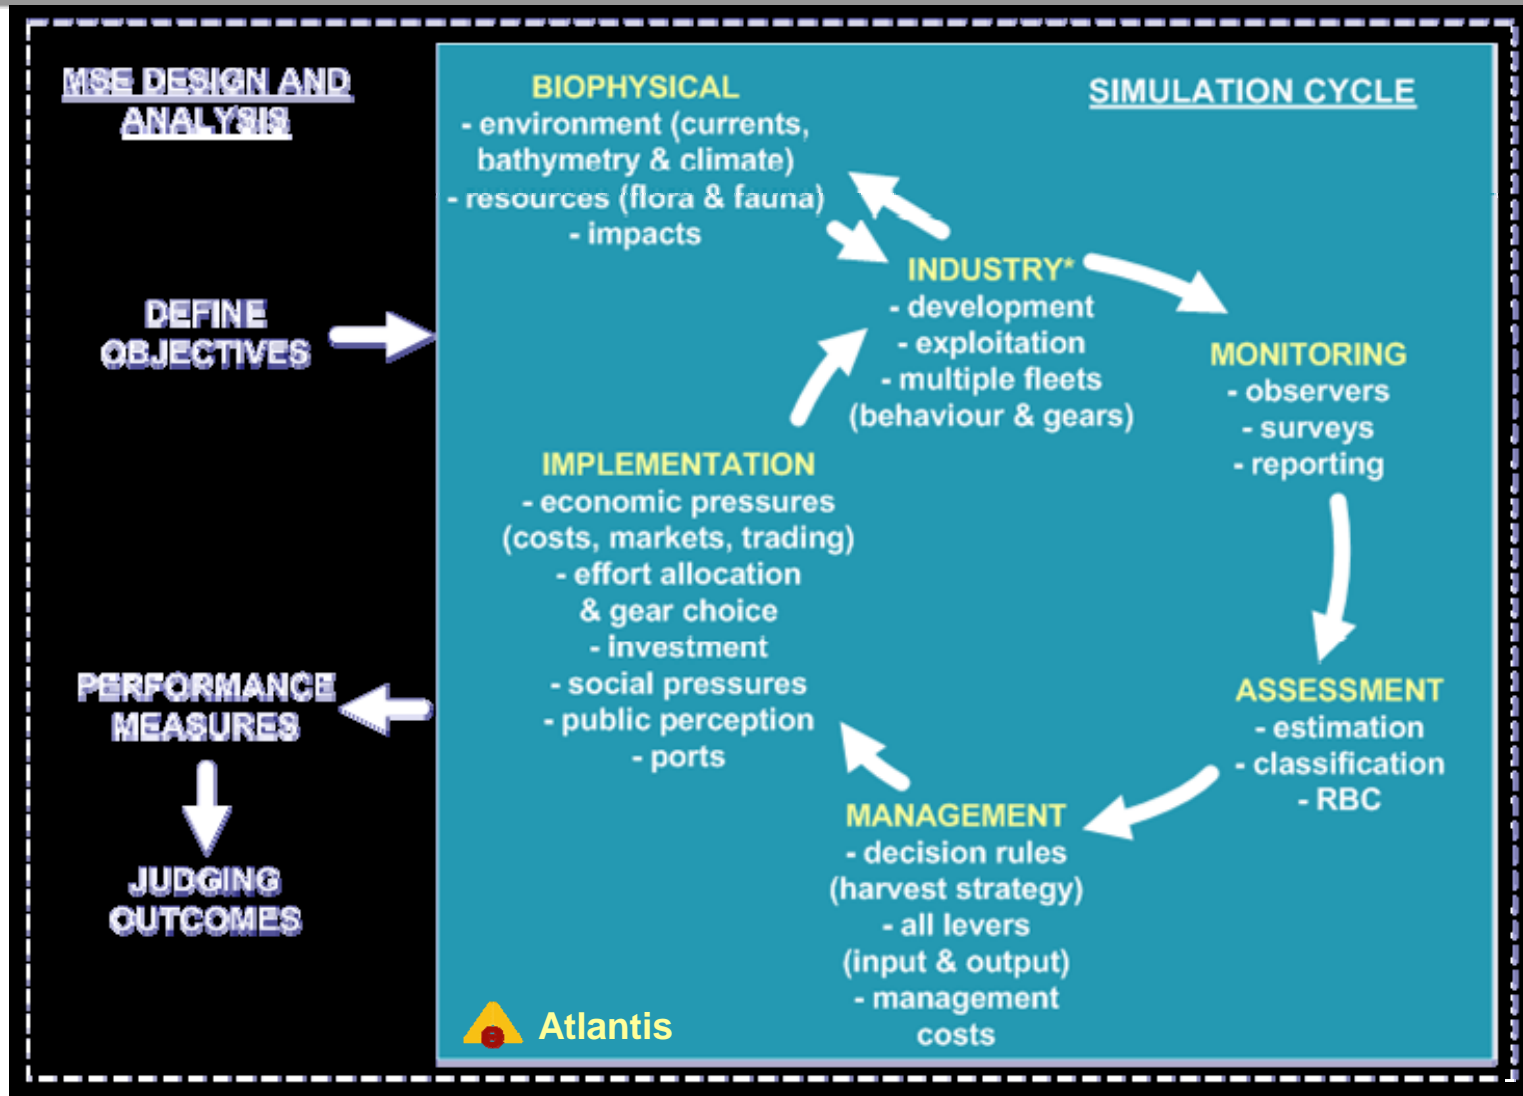 MSE DESIGN AND
ANALYSIS
DEFINE
OBJECTIVES
PERFORMANCE
MEASURES
JUDGING
OUTCOMES
SIMULATION CYCLE
BIOPHYSICAL
- environment (currents,
bathymetry & climate)
- resources (flora & fauna)
- impacts
INDUSTRY*
- development
- exploitation
- multiple fleets
(behaviour & gears)
MONITORING
- observers
- surveys
- reporting
ASSESSMENT
- estimation
- classification
- RBC
MANAGEMENT
- decision rules
(harvest strategy)
- all levers
(input & output)
- management
costs
IMPLEMENTATION
- economic pressures
(costs, markets, trading)
- effort allocation
& gear choice
- investment
- social pressures
- public perception
- ports
e
Atlantis